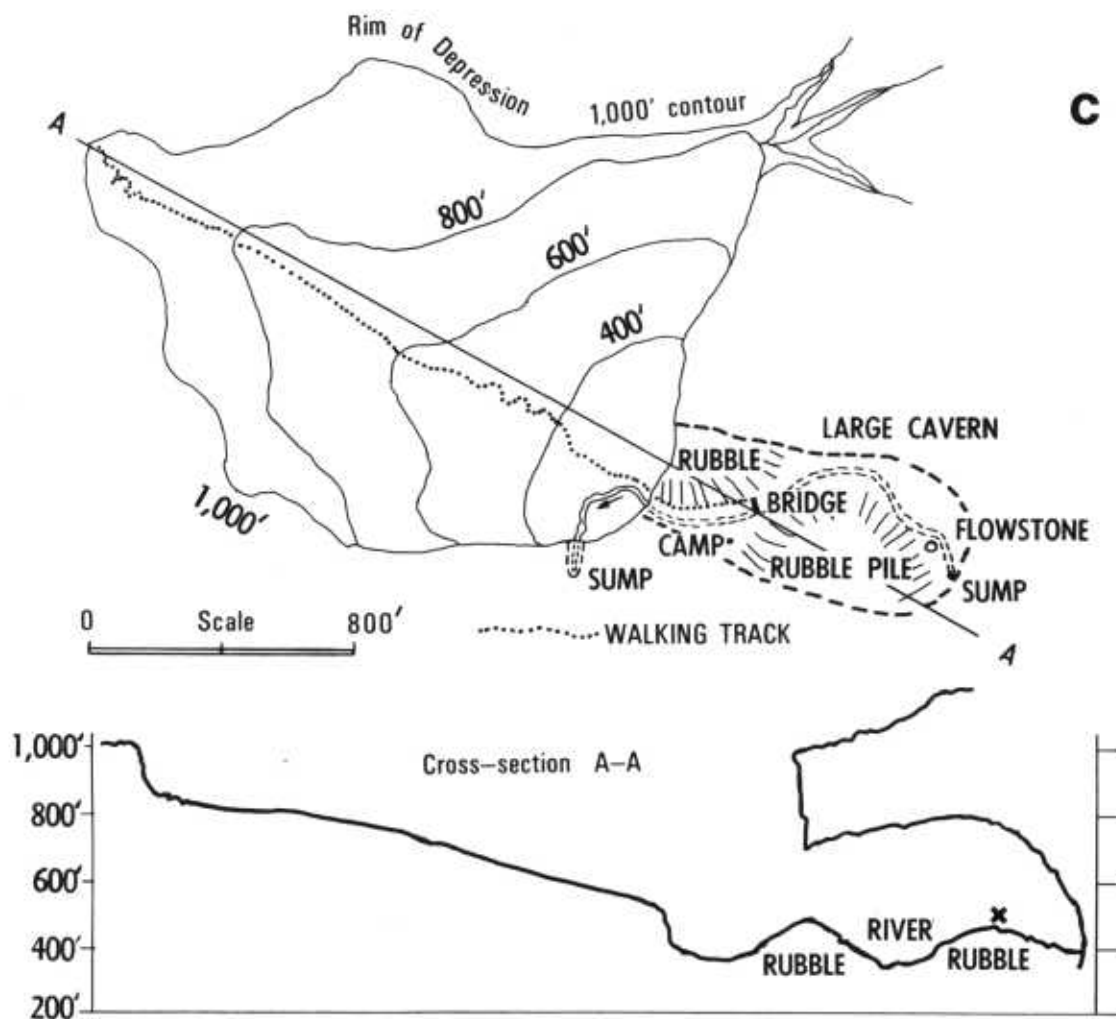 Rim of Depression
C
A
1,000' contour
800'
600'
400'
1,000'
LARGE CAVERN
RUBBLE
BRIDGE
FLOWSTONE
CAMP
RUBBLE PILE
SUMP
SUMP
0 Scale 800'
WALKING TRACK
A
1,000'
Cross-section A-A
800'
600'
400'
200'
RIVER
x
RUBBLE
RUBBLE